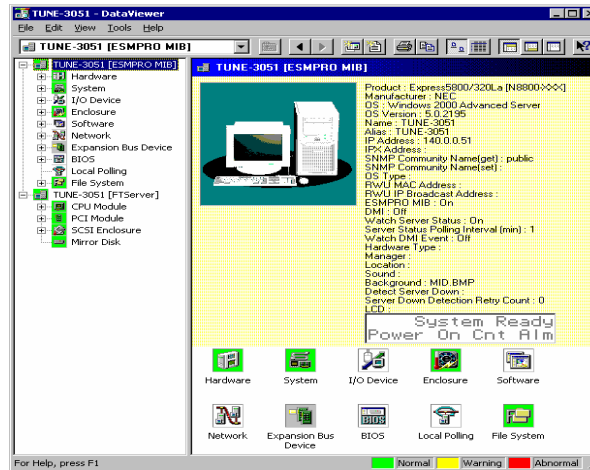 TUNE-3051 - DataViewer
File Edit View Tools Help
TUNE-3051 [ESMPRO MIB]
TUNE-3051 [ESMPRO MIB]
Hardware
System
I/O Device
Enclosure
Software
Network
Expansion Bus Device
BIOS
Local Polling
File System
TUNE-3051 [FTServer]
CPU Module
PCI Module
SCSI Enclosure
Mirror Disk
TUNE-3051 [ESMPRO MIB]
Product : Express5800/320La [N8800-XXX]
Manufacturer : NEC
OS : Windows 2000 Advanced Server
OS Version : 5.0.2195
Name : TUNE-3051
Alias : TUNE-3051
IP Address : 140.0.0.51
IPX Address :
SNMP Community Name(get) : public
SNMP Community Name(set) :
OS Type :
RWU MAC Address :
RWU IP Broadcast Address :
ESMPRO MIB : On
DMI : Off
Watch Server Status : On
Server Status Polling Interval (min) : 1
Watch DMI Event : Off
Hardware Type :
Manager :
Location :
Sound :
Background : MID.BMP
Detect Server Down :
Server Down Detection Retry Count : 0
LCD :
System Ready
Power On Cnt Alm
Hardware System I/O Device Enclosure Software
BIOS
Network Expansion Bus Device BIOS Local Polling File System
For Help, press F1 Normal Warning Abnormal